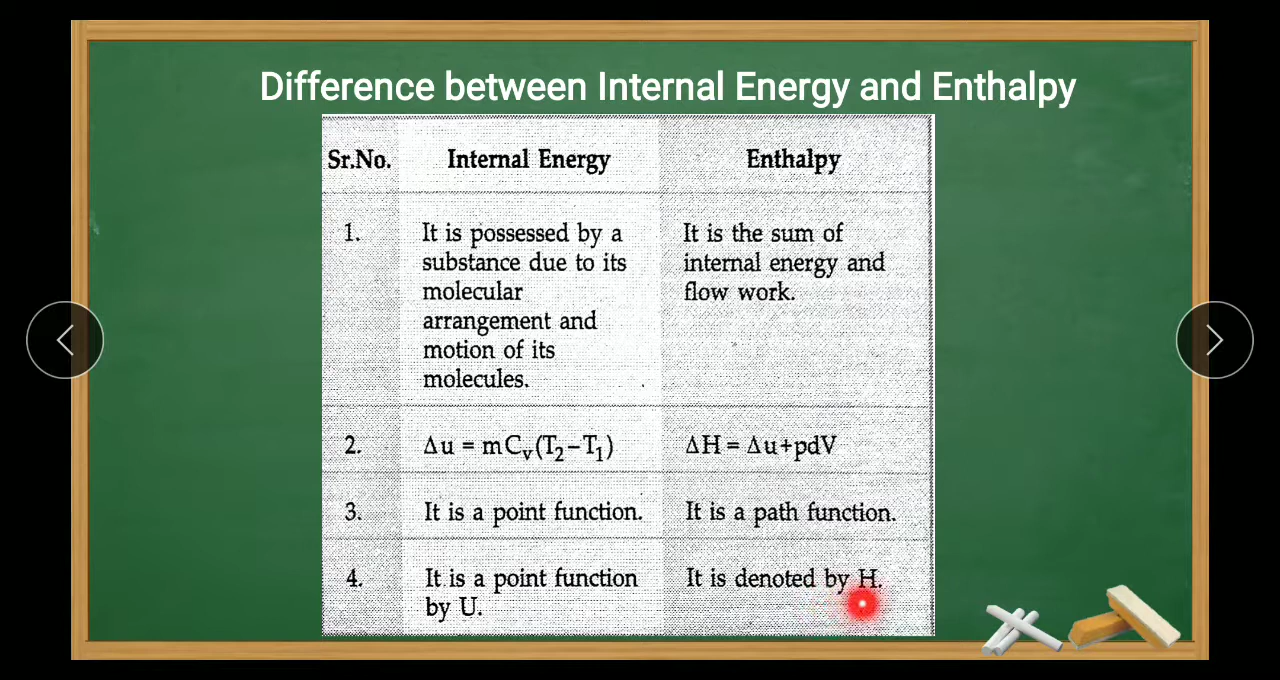 Difference between Internal Energy and Enthalpy
Sr.No. Internal Energy Enthalpy
1. It is possessed by a It is the sum of
substance due to its internal energy and
molecular flow work.
arrangement and
motion of its
molecules.
2. Δu = mCᵥ(T₂−T₁) ΔH = Δu+pdV
3. It is a point function. It is a path function.
4. It is a point function It is denoted by H.
by U.